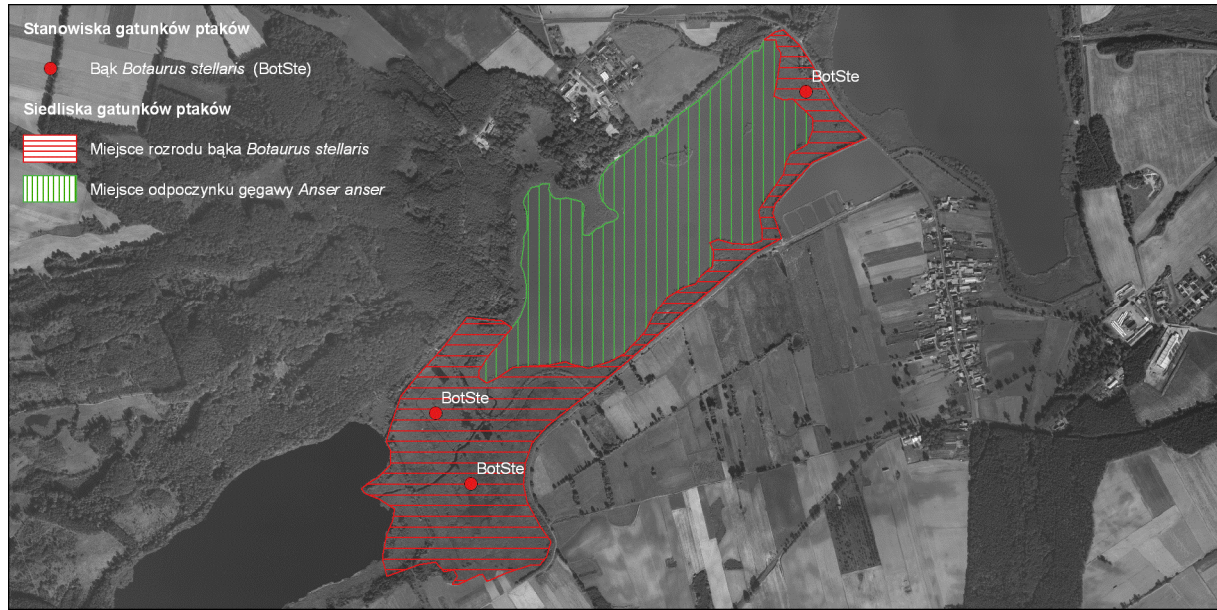 Stanowiska gatunków ptaków
Bąk Botaurus stellaris (BotSte)
Siedliska gatunków ptaków
Miejsce rozrodu bąka Botaurus stellaris
Miejsce odpoczynku gęgawy Anser anser
BotSte
BotSte
BotSte